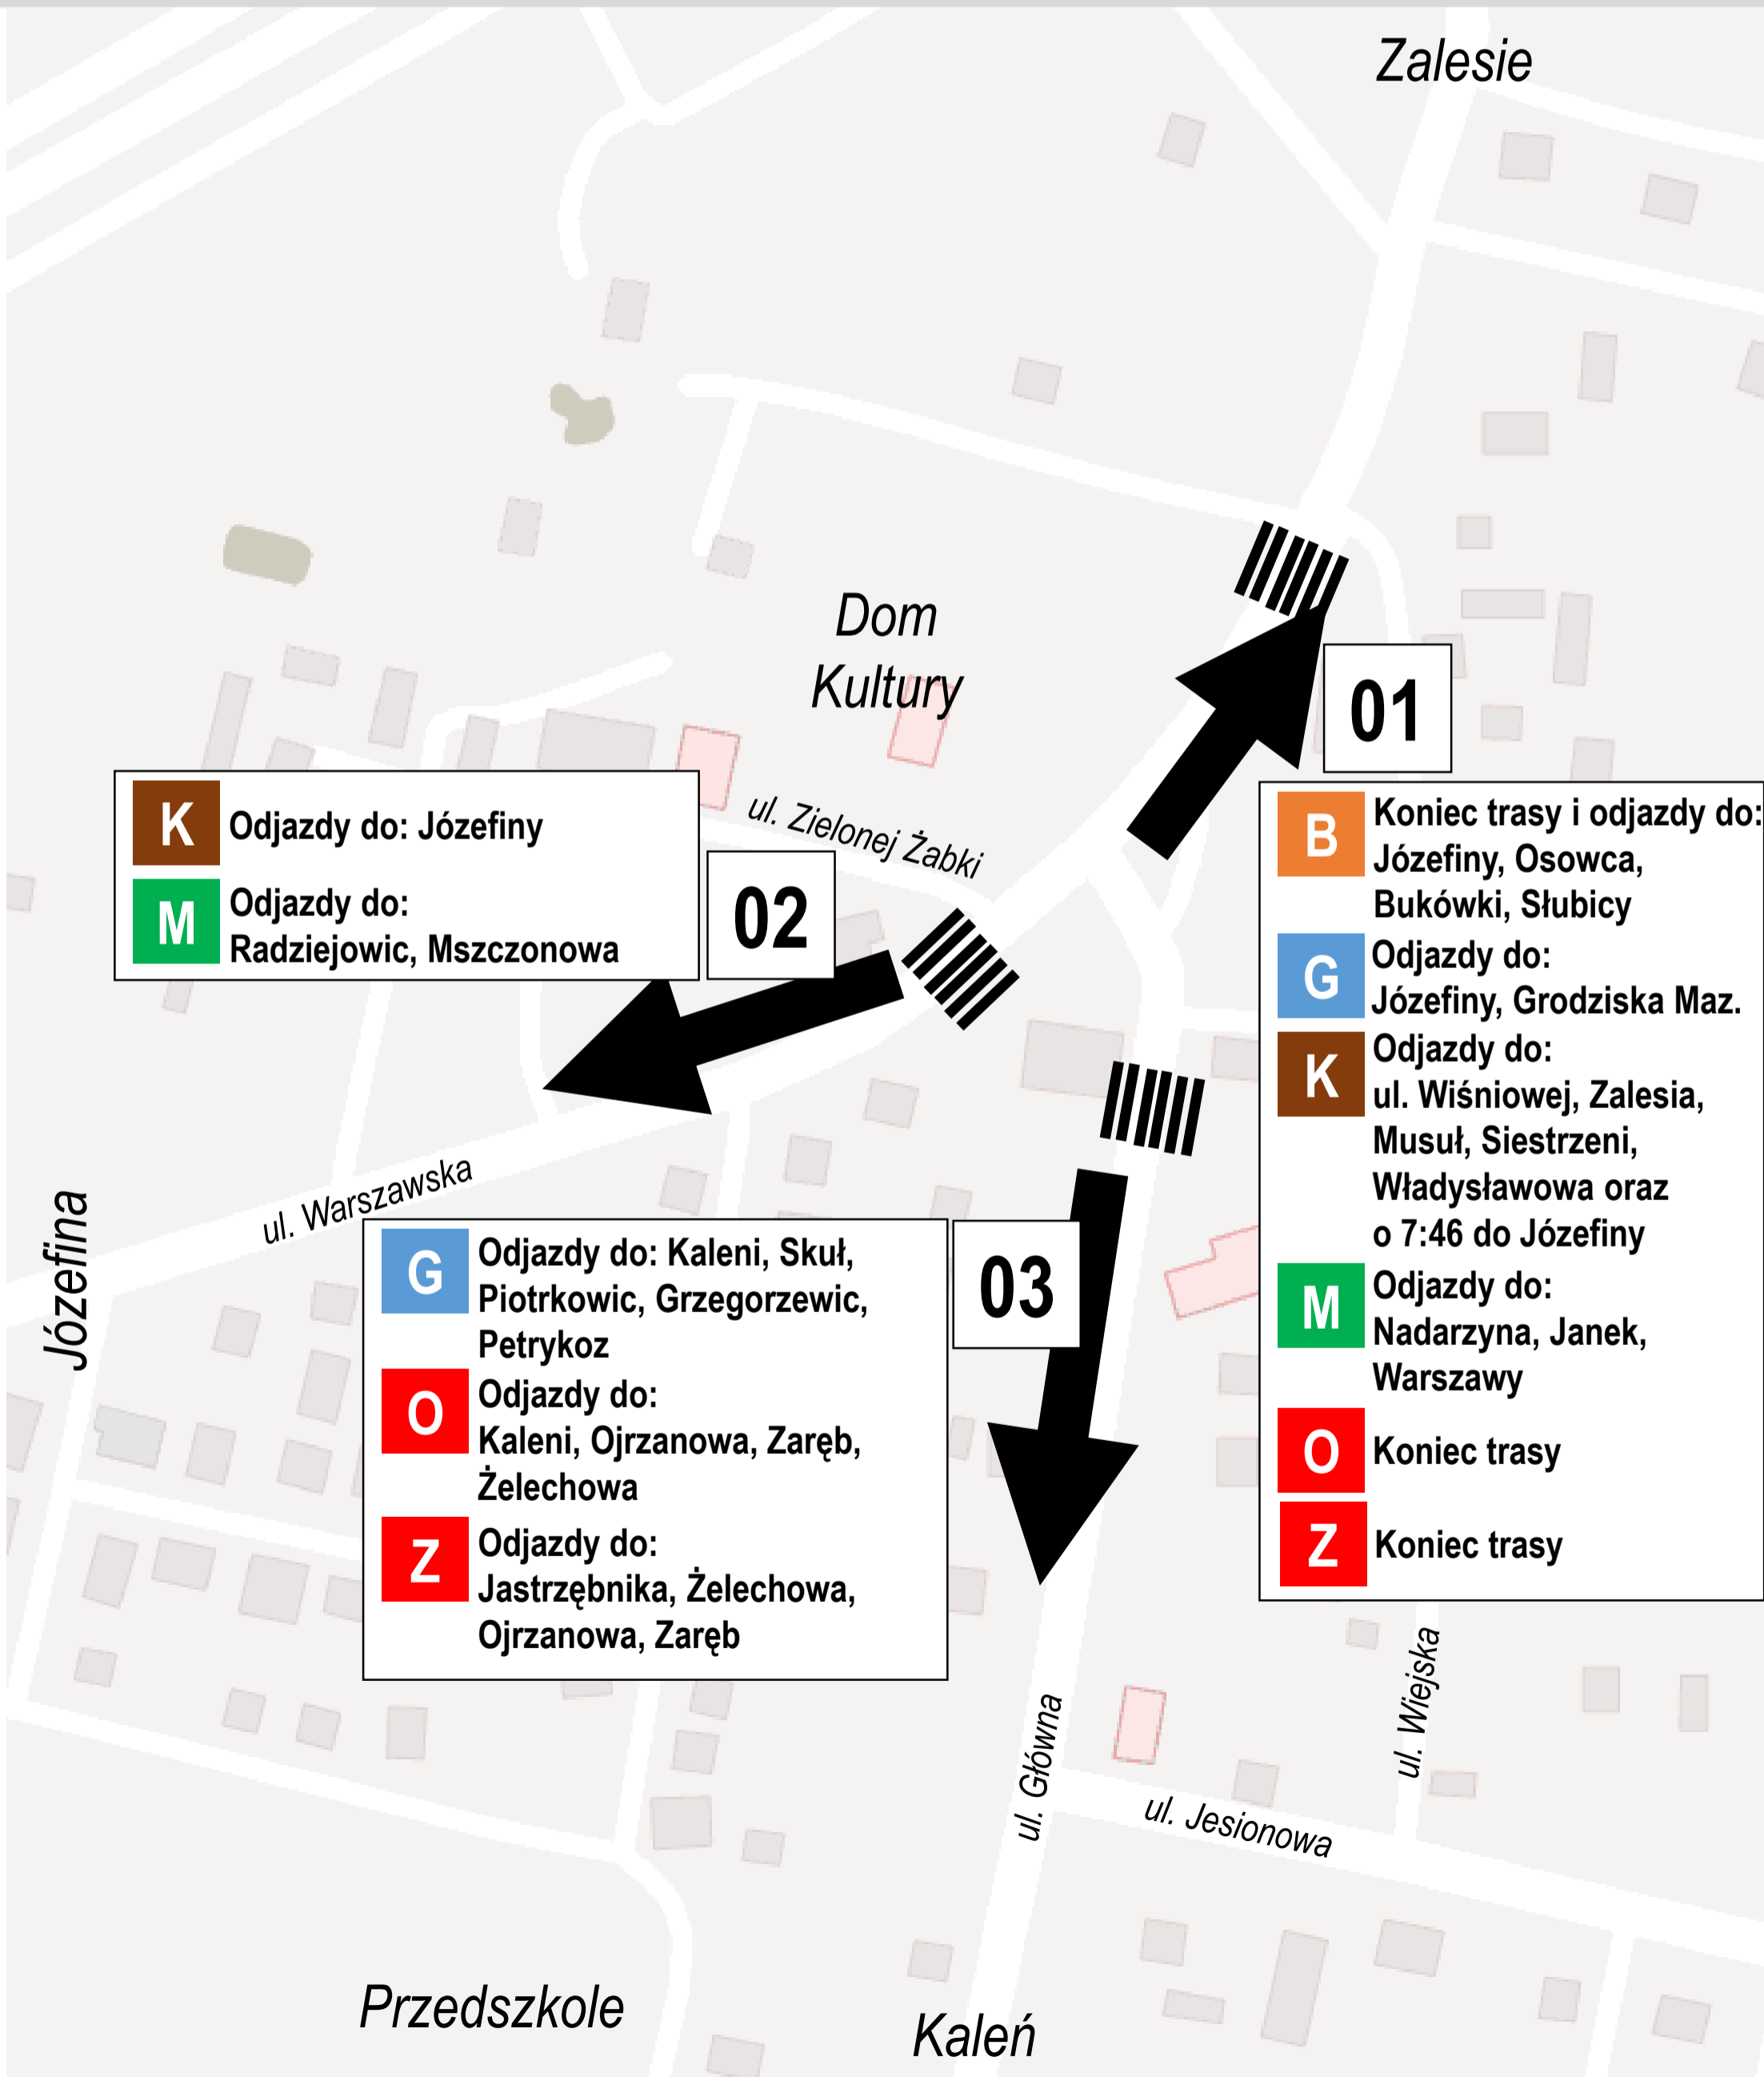 Zalesie
Dom
Kultury
01
ul. Zielonej Żabki
K
Odjazdy do: Józefiny
M
Odjazdy do:
Radziejowic, Mszczonowa
02
B
Koniec trasy i odjazdy do:
Józefiny, Osowca,
Bukówki, Słubicy
G
Odjazdy do:
Józefiny, Grodziska Maz.
K
Odjazdy do:
ul. Wiśniowej, Zalesia,
Musuł, Siestrzeni,
Władysławowa oraz
o 7:46 do Józefiny
M
Odjazdy do:
Nadarzyna, Janek,
Warszawy
O
Koniec trasy
Z
Koniec trasy
ul. Warszawska
Józefina
G
Odjazdy do: Kaleni, Skuł,
Piotrkowic, Grzegorzewic,
Petrykoz
O
Odjazdy do:
Kaleni, Ojrzanowa, Zaręb,
Żelechowa
Z
Odjazdy do:
Jastrzębnika, Żelechowa,
Ojrzanowa, Zaręb
03
ul. Główna
ul. Wiejska
ul. Jesionowa
Przedszkole
Kaleń